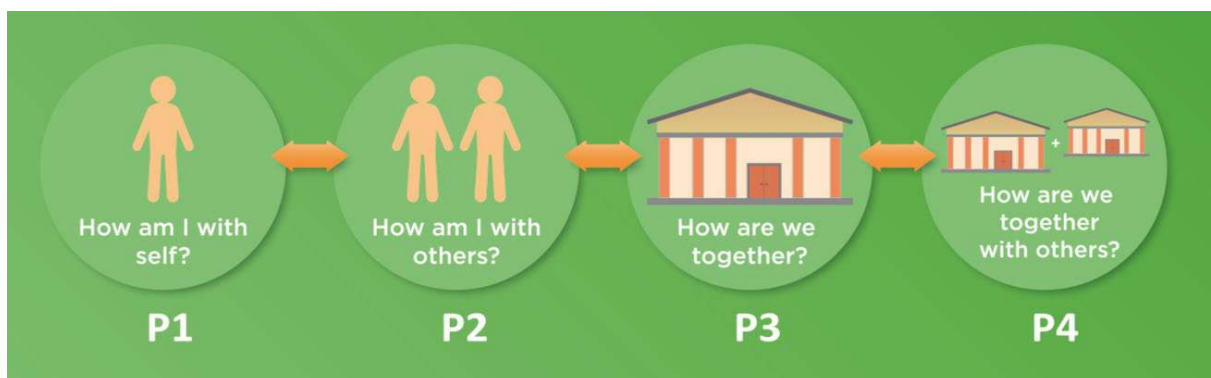 How am I with
self?
P1
How am I with
others?
P2
How are we
together?
P3
+
How are we
together
with others?
P4